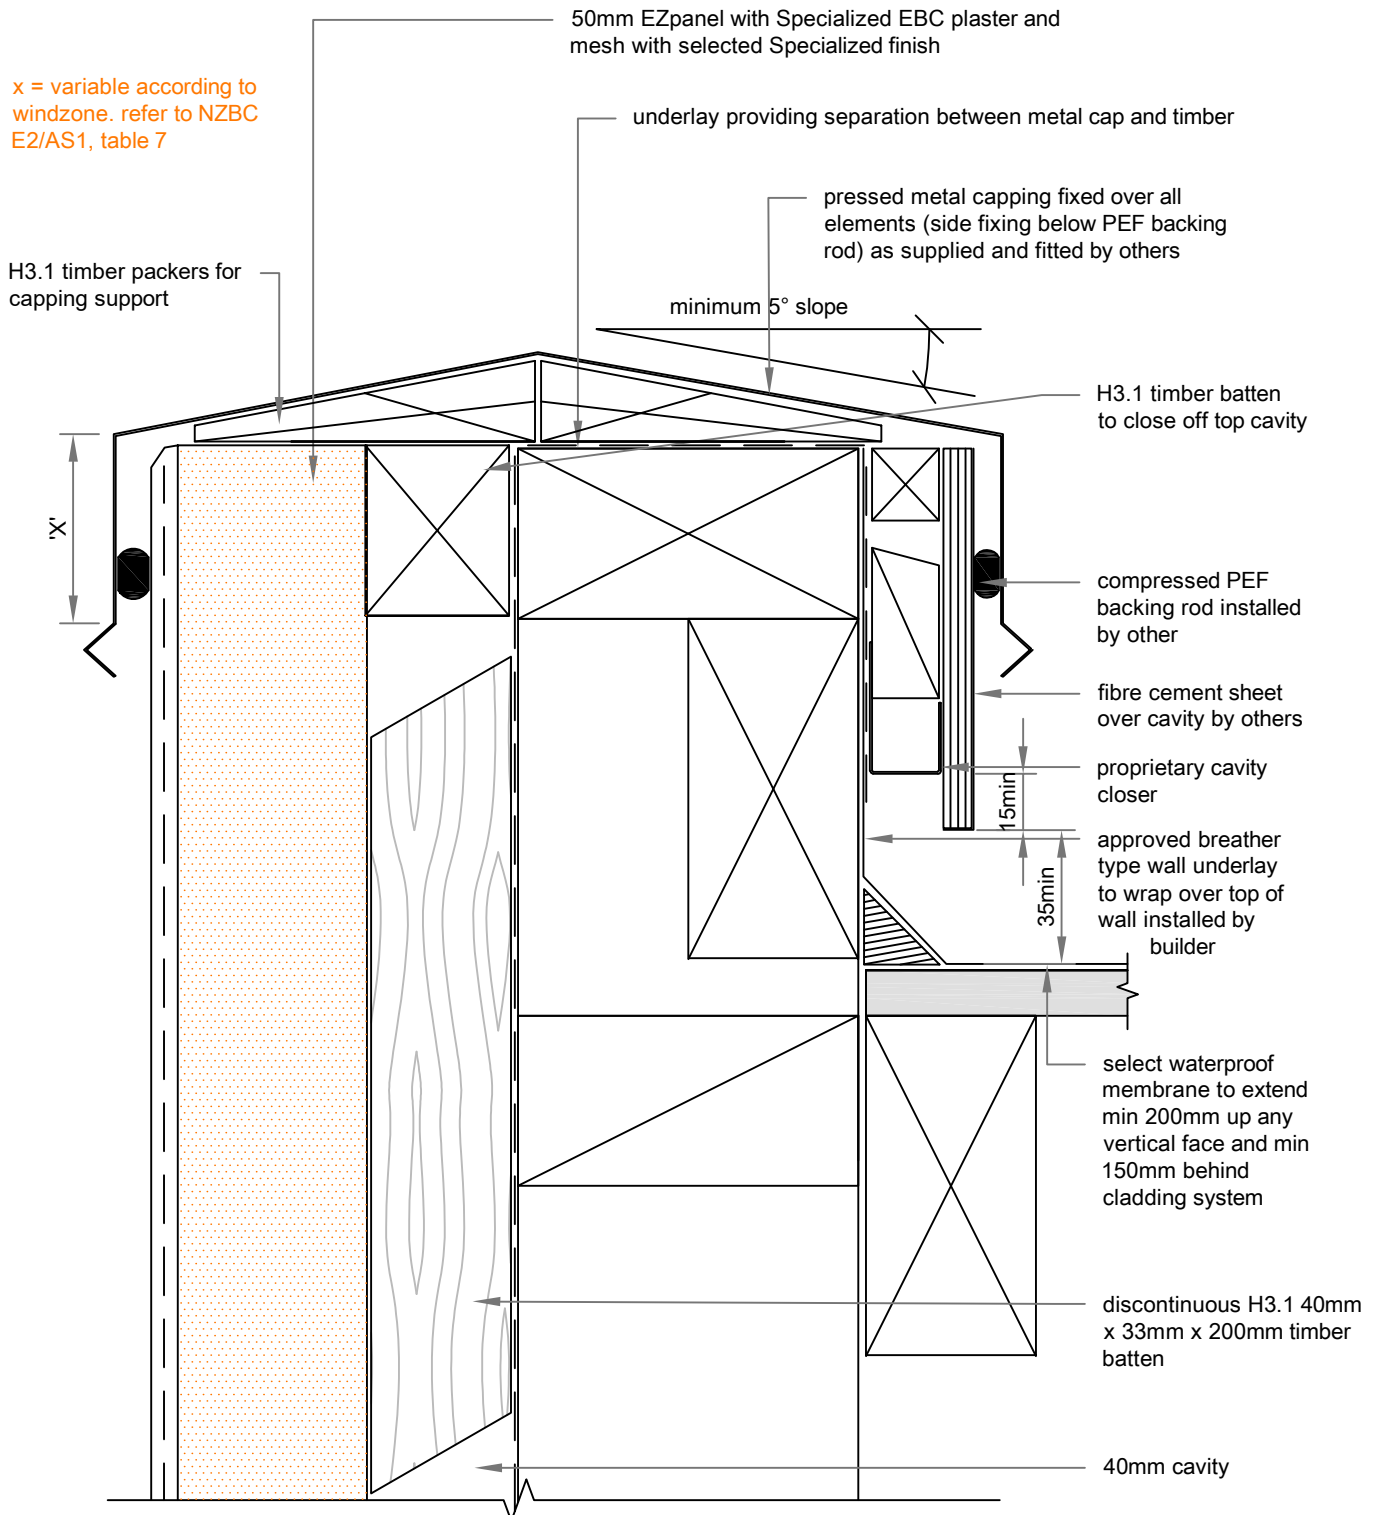 50mm EZpanel with Specialized EBC plaster and
mesh with selected Specialized finish
x = variable according to
windzone. refer to NZBC
E2/AS1, table 7
underlay providing separation between metal cap and timber
pressed metal capping fixed over all
elements (side fixing below PEF backing
rod) as supplied and fitted by others
H3.1 timber packers for
capping support
minimum 5° slope
H3.1 timber batten
to close off top cavity
'X'
compressed PEF
backing rod installed
by other
fibre cement sheet
over cavity by others
proprietary cavity
closer
15min
approved breather
type wall underlay
to wrap over top of
wall installed by
builder
35min
select waterproof
membrane to extend
min 200mm up any
vertical face and min
150mm behind
cladding system
discontinuous H3.1 40mm
x 33mm x 200mm timber
batten
40mm cavity